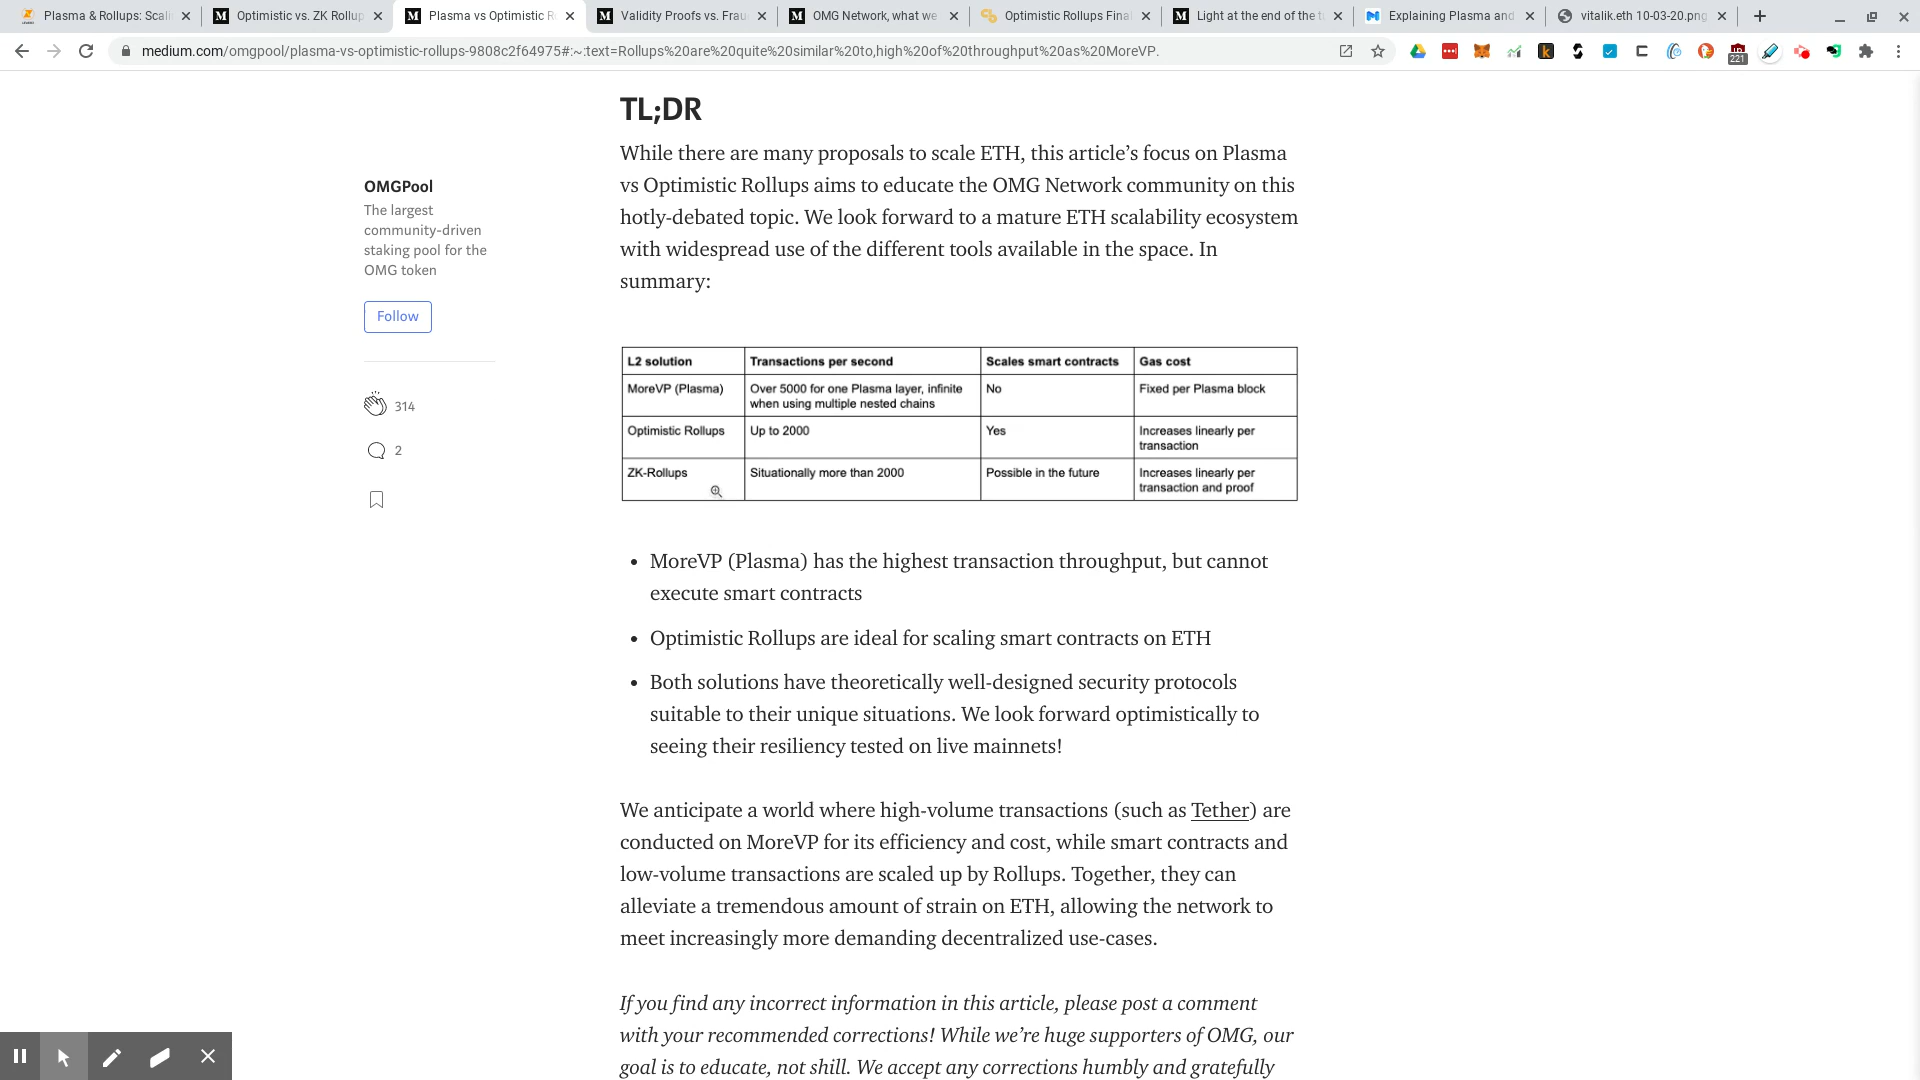 Plasma & Rollups: Scali
Optimistic vs. ZK Rollup
Plasma vs Optimistic R
Validity Proofs vs. Frau
OMG Network, what we
Optimistic Rollups Final
Light at the end of the t
Explaining Plasma and
vitalik.eth 10-03-20.png
medium.com/omgpool/plasma-vs-optimistic-rollups-9808c2f64975#:~:text=Rollups%20are%20quite%20similar%20to,high%20of%20throughput%20as%20MoreVP.
221
TL;DR
While there are many proposals to scale ETH, this article’s focus on Plasma
vs Optimistic Rollups aims to educate the OMG Network community on this
hotly-debated topic. We look forward to a mature ETH scalability ecosystem
with widespread use of the different tools available in the space. In
summary:
OMGPool
The largest
community-driven
staking pool for the
OMG token
Follow
314
2
L2 solution Transactions per second Scales smart contracts Gas cost
MoreVP (Plasma) Over 5000 for one Plasma layer, infinite No Fixed per Plasma block
when using multiple nested chains
Optimistic Rollups Up to 2000 Yes Increases linearly per
transaction
ZK-Rollups Situationally more than 2000 Possible in the future Increases linearly per
transaction and proof
• MoreVP (Plasma) has the highest transaction throughput, but cannot
execute smart contracts
• Optimistic Rollups are ideal for scaling smart contracts on ETH
• Both solutions have theoretically well-designed security protocols
suitable to their unique situations. We look forward optimistically to
seeing their resiliency tested on live mainnets!
We anticipate a world where high-volume transactions (such as Tether) are
conducted on MoreVP for its efficiency and cost, while smart contracts and
low-volume transactions are scaled up by Rollups. Together, they can
alleviate a tremendous amount of strain on ETH, allowing the network to
meet increasingly more demanding decentralized use-cases.
If you find any incorrect information in this article, please post a comment
with your recommended corrections! While we’re huge supporters of OMG, our
goal is to educate, not shill. We accept any corrections humbly and gratefully